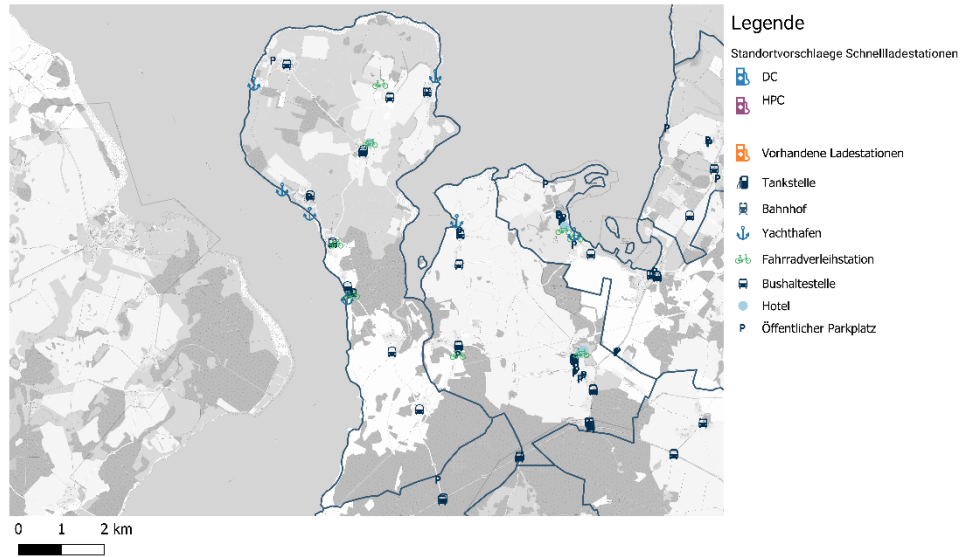 Legende
Standortvorschlaege Schnellladestationen
DC
HPC
Vorhandene Ladestationen
Tankstelle
Bahnhof
Yachthafen
Fahrradverleihstation
Bushaltestelle
Hotel
P Öffentlicher Parkplatz
0 1 2 km